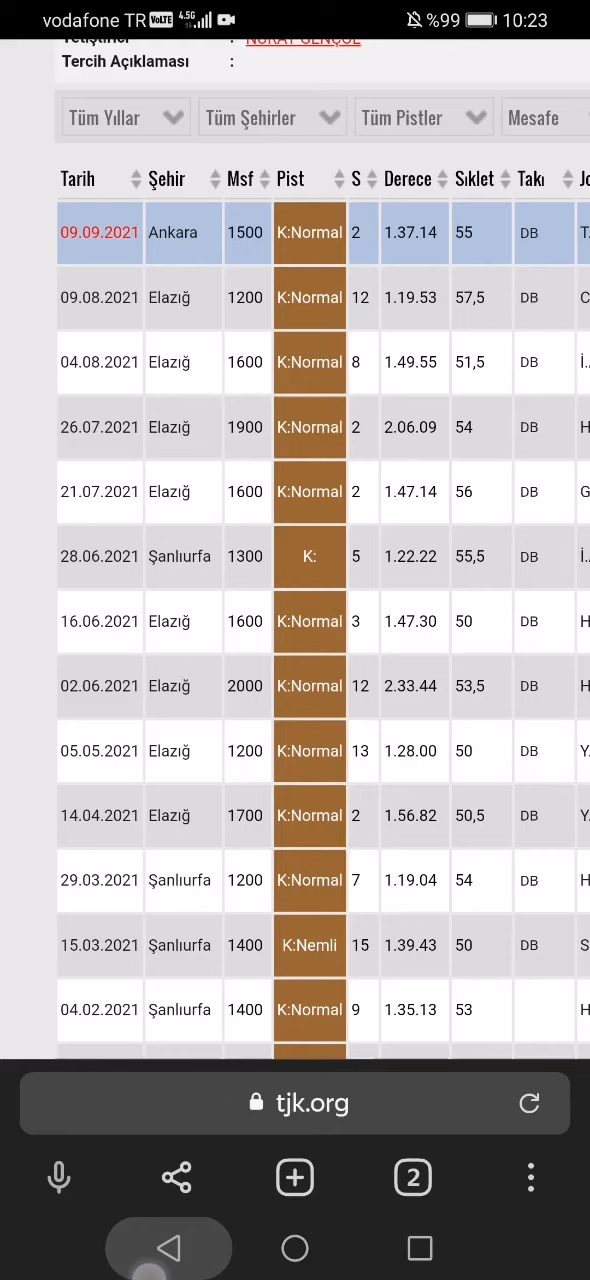 vodafone TR VoLTE 4.5G %99 10:23
Yetiştirici : NURAY GENÇOL
Tercih Açıklaması :
Tüm Yıllar Tüm Şehirler Tüm Pistler Mesafe
Tarih Şehir Msf Pist S Derece Sıklet Takı Jo
09.09.2021 Ankara 1500 K:Normal 2 1.37.14 55 DB T.
09.08.2021 Elazığ 1200 K:Normal 12 1.19.53 57,5 DB C
04.08.2021 Elazığ 1600 K:Normal 8 1.49.55 51,5 DB İ.
26.07.2021 Elazığ 1900 K:Normal 2 2.06.09 54 DB H
21.07.2021 Elazığ 1600 K:Normal 2 1.47.14 56 DB G
28.06.2021 Şanlıurfa 1300 K: 5 1.22.22 55,5 DB İ.
16.06.2021 Elazığ 1600 K:Normal 3 1.47.30 50 DB H
02.06.2021 Elazığ 2000 K:Normal 12 2.33.44 53,5 DB H
05.05.2021 Elazığ 1200 K:Normal 13 1.28.00 50 DB Y.
14.04.2021 Elazığ 1700 K:Normal 2 1.56.82 50,5 DB Y.
29.03.2021 Şanlıurfa 1200 K:Normal 7 1.19.04 54 DB H
15.03.2021 Şanlıurfa 1400 K:Nemli 15 1.39.43 50 DB S
04.02.2021 Şanlıurfa 1400 K:Normal 9 1.35.13 53 H
tjk.org
2